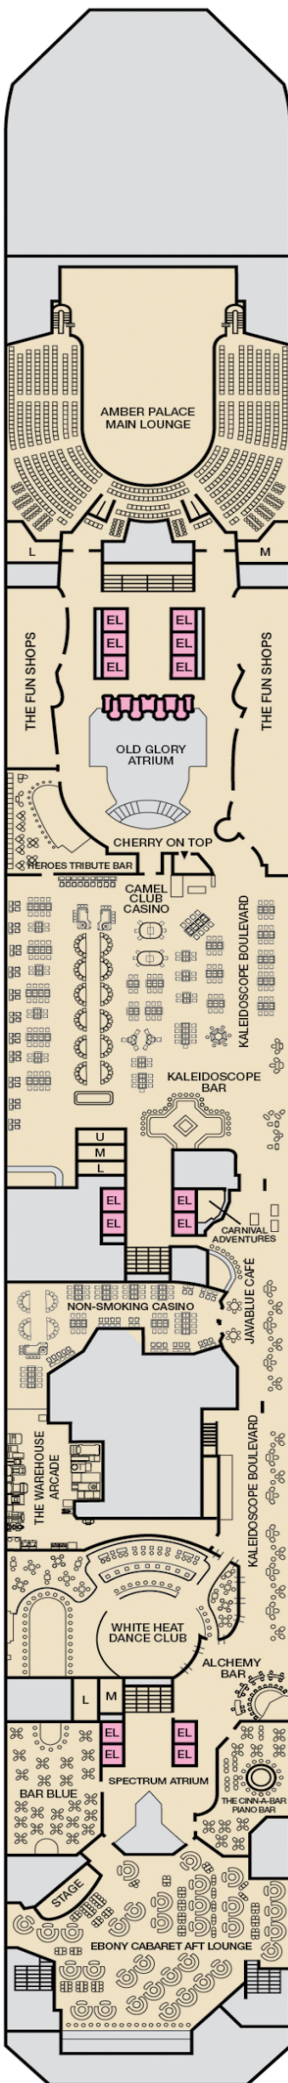 AMBER PALACE
MAIN LOUNGE
L
M
EL EL
EL EL
EL EL
THE FUN SHOPS
THE FUN SHOPS
OLD GLORY
ATRIUM
CHERRY ON TOP
HEROES TRIBUTE BAR
CAMEL
CLUB
CASINO
KALEIDOSCOPE BOULEVARD
KALEIDOSCOPE
BAR
U
M
L
EL EL
EL EL
CARNIVAL
ADVENTURES
JAVABLUE CAFÉ
NON-SMOKING CASINO
THE WAREHOUSE
ARCADE
KALEIDOSCOPE BOULEVARD
WHITE HEAT
DANCE CLUB
ALCHEMY
BAR
L
M
EL EL
EL EL
SPECTRUM ATRIUM
BAR BLUE
THE CINN-A-BAR
PIANO BAR
STAGE
EBONY CABARET AFT LOUNGE